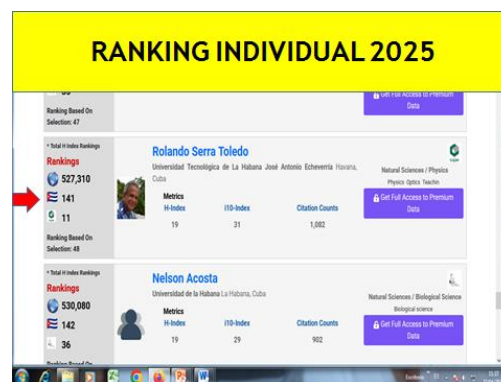 RANKING INDIVIDUAL 2025
Ranking Based On
Selection: 47
Get Full Access to Premium
Data
* Total H Index Rankings
Rankings
527,310
141
11
Ranking Based On
Selection: 48
Rolando Serra Toledo
Universidad Tecnológica de La Habana José Antonio Echeverría Havana,
Cuba
Metrics
H-Index i10-Index Citation Counts
19 31 1,082
Natural Sciences / Physics
Physics Optics Teachin
Get Full Access to Premium
Data
* Total H Index Rankings
Rankings
530,080
142
36
Nelson Acosta
Universidad de la Habana La Habana, Cuba
Metrics
H-Index i10-Index Citation Counts
19 29 902
Natural Sciences / Biological Science
Biological science
Get Full Access to Premium
Data